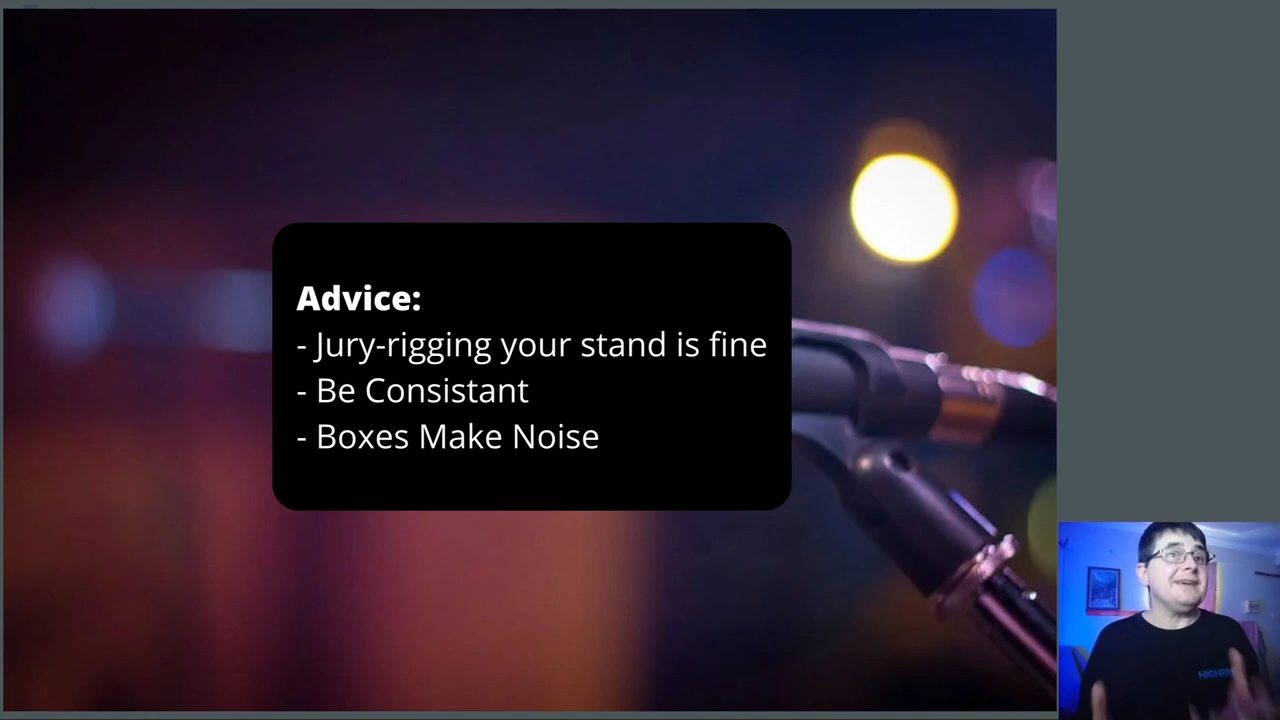 Advice:
- Jury-rigging your stand is fine
- Be Consistant
- Boxes Make Noise